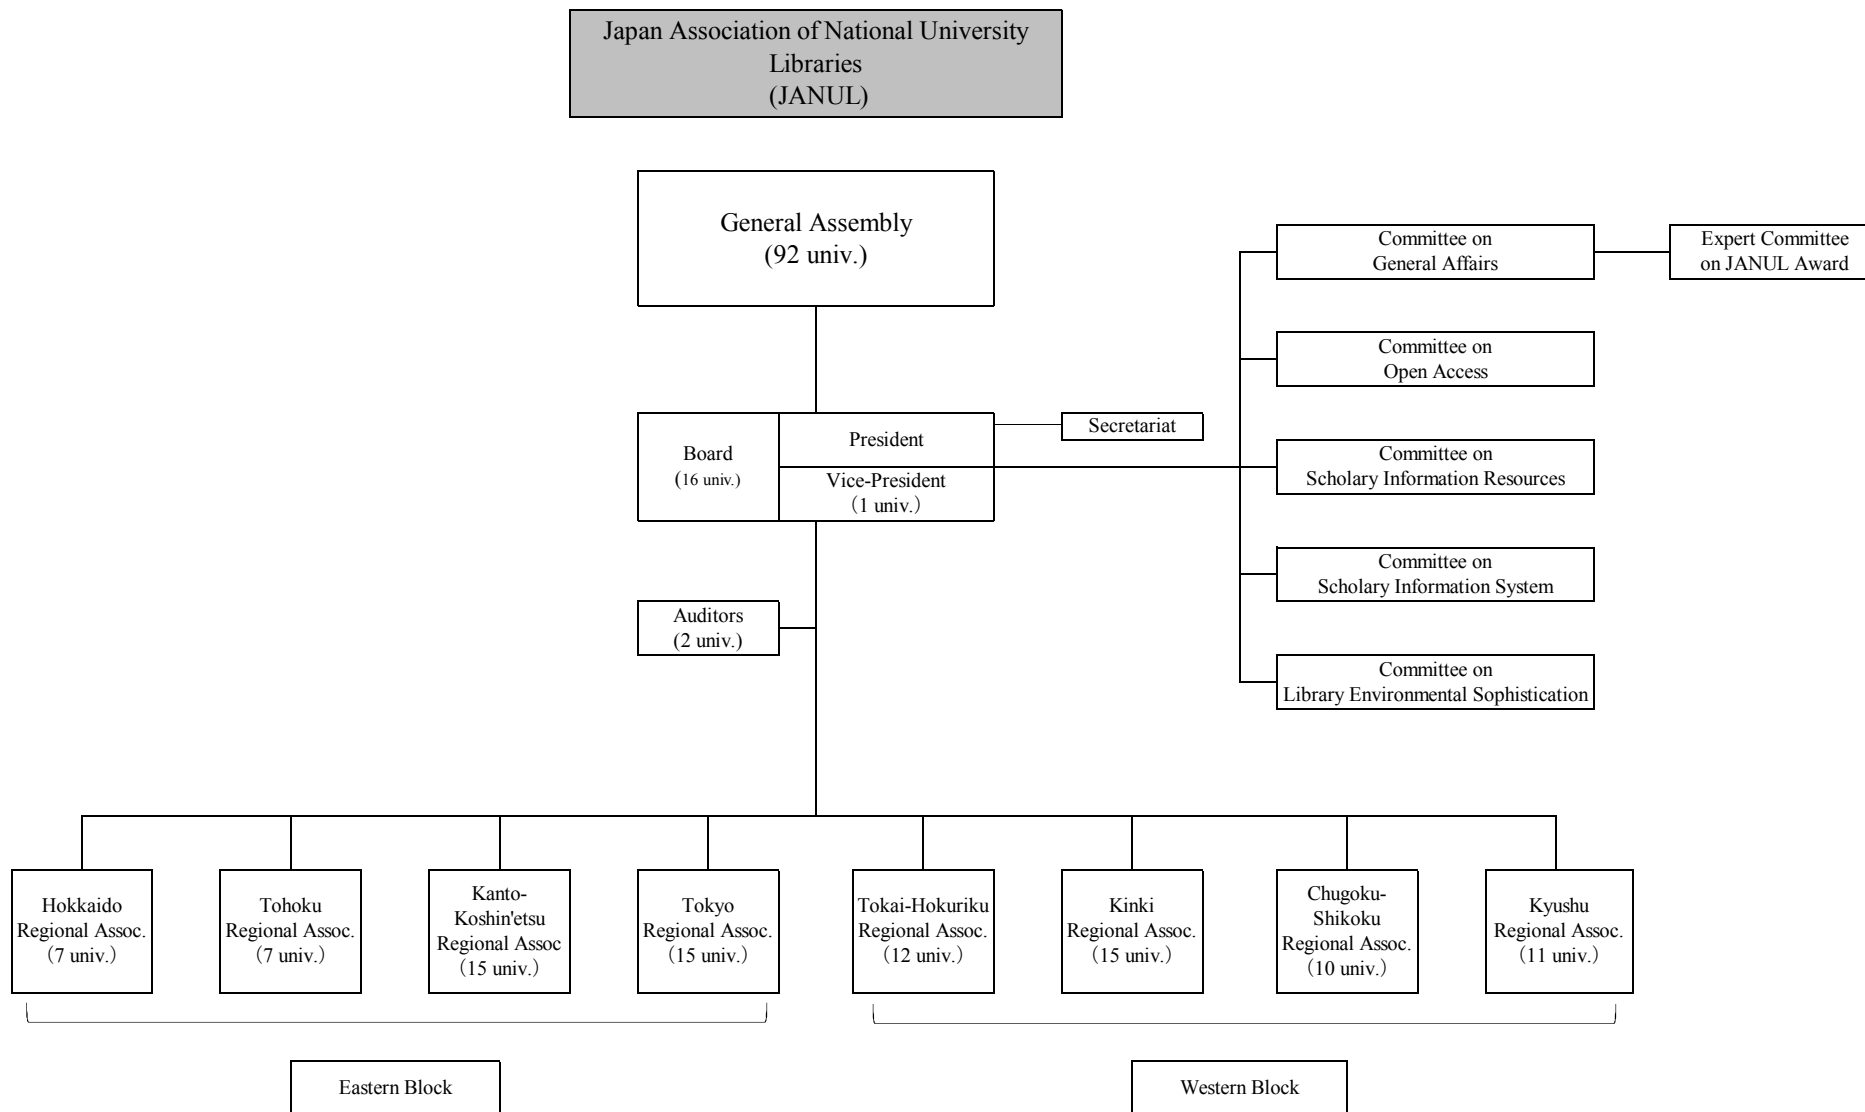 Japan Association of National University
Libraries
(JANUL)
General Assembly
(92 univ.)
Committee on
General Affairs
Expert Committee
on JANUL Award
Committee on
Open Access
Board
(16 univ.)
President
Vice-President
（1 univ.）
Secretariat
Committee on
Scholary Information Resources
Committee on
Scholary Information System
Auditors
(2 univ.)
Committee on
Library Environmental Sophistication
Hokkaido
Regional Assoc.
（7 univ.）
Tohoku
Regional Assoc.
（7 univ.）
Kanto-
Koshin'etsu
Regional Assoc
（15 univ.）
Tokyo
Regional Assoc.
（15 univ.）
Tokai-Hokuriku
Regional Assoc.
（12 univ.）
Kinki
Regional Assoc.
（15 univ.）
Chugoku-
Shikoku
Regional Assoc.
（10 univ.）
Kyushu
Regional Assoc.
（11 univ.）
Eastern Block
Western Block